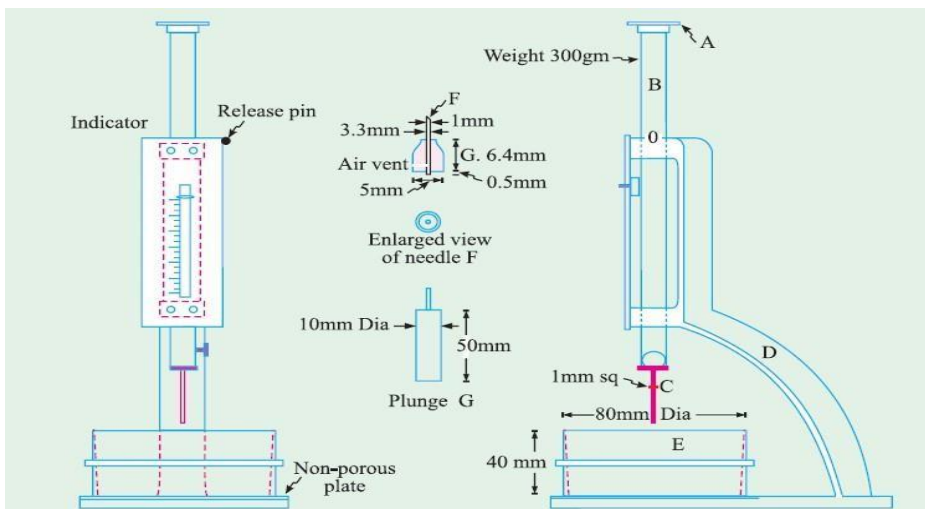 Indicator
Release pin
Non-porous
plate
F
1mm
3.3mm
G. 6.4mm
Air vent
0.5mm
5mm
Enlarged view
of needle F
10mm Dia
50mm
Plunge G
A
Weight 300gm
B
0
D
1mm sq
C
80mm Dia
E
40 mm